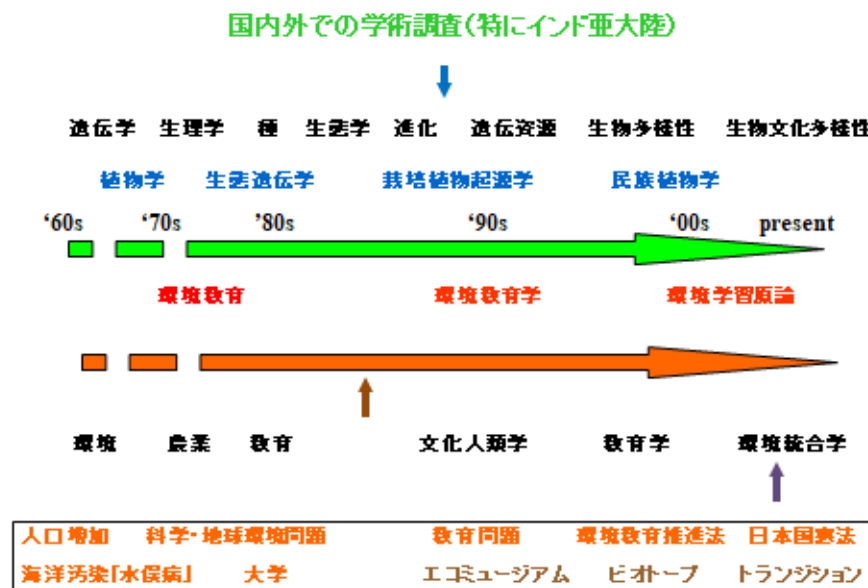 国内外での学術調査(特にインド亜大陸)
遺伝学 生理学 種 生態学 進化 遺伝資源 生物多様性 生物文化多様性
植物学 生態遺伝学 栽培植物起源学 民族植物学
‘60s ‘70s ‘80s ‘90s ‘00s present
環境教育 環境教育学 環境学習原論
環境 農業 教育 文化人類学 教育学 環境統合学
人口増加 科学・地球環境問題 教育問題 環境教育推進法 日本国憲法
海洋汚染「水俣病」 大学 エコミュージアム ビオトープ トランジション